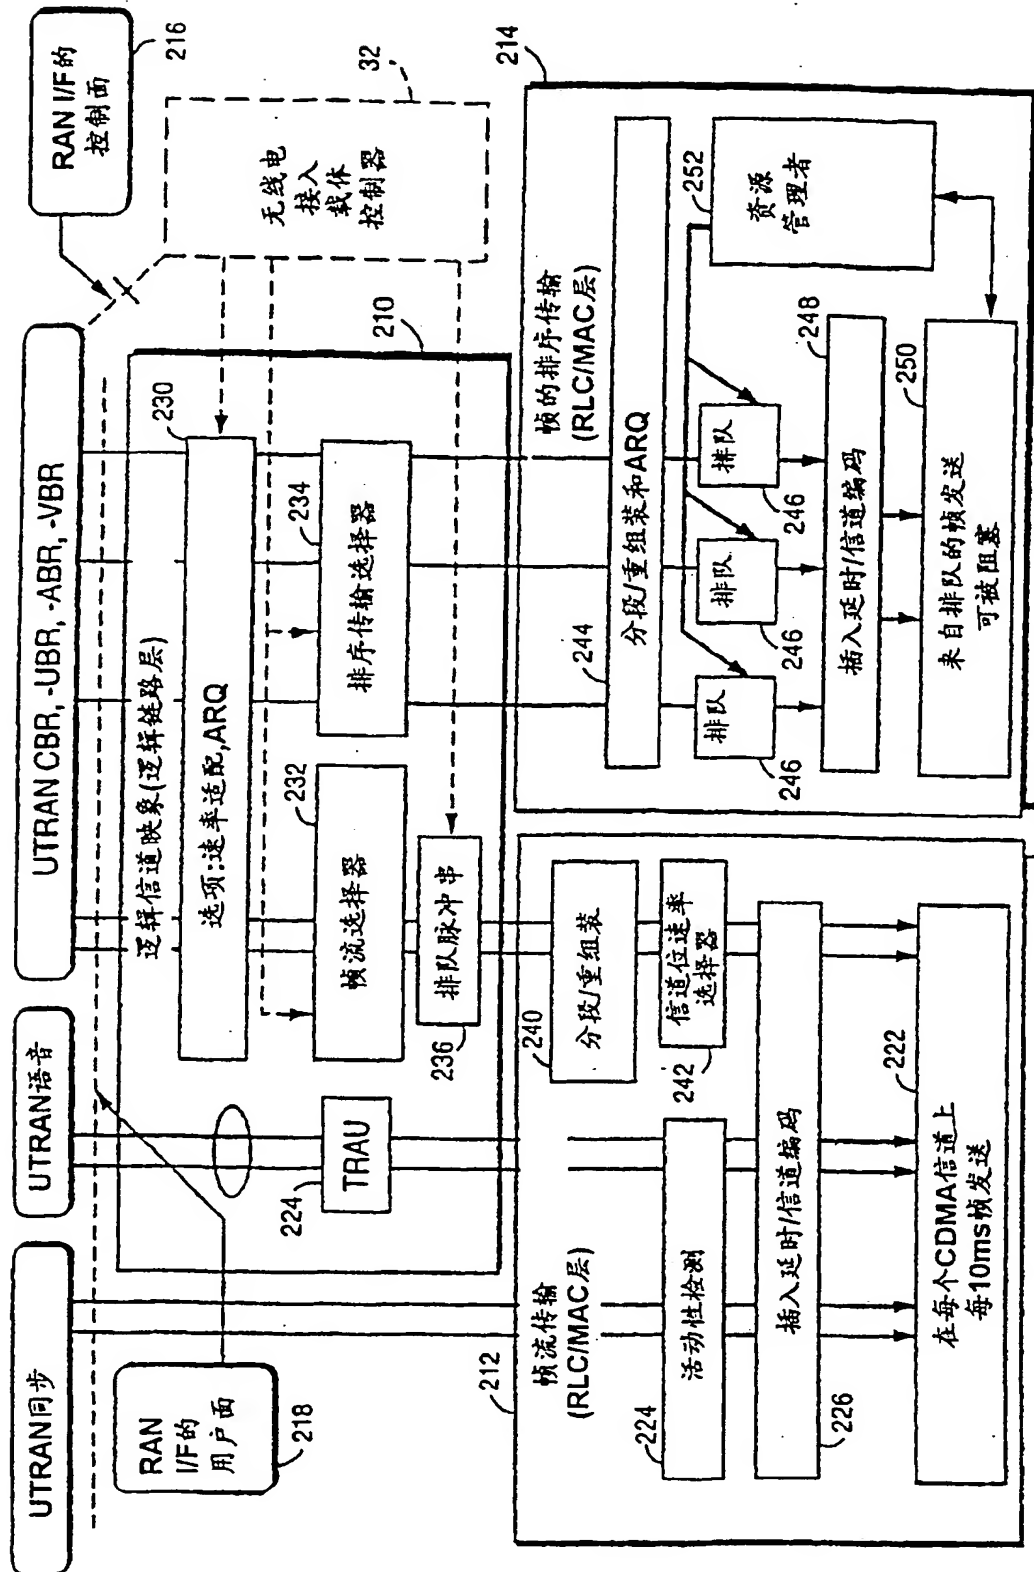 UTRAN同步
UTRAN语音
UTRAN CBR, -UBR, -ABR, -VBR
RAN I/F的
控制面
216
RAN
I/F的
用户面
218
逻辑信道映象(逻辑链路层)
230
选项:速率适配,ARQ
无线电
接入
载体
控制器
32
210
224
TRAU
232
帧流选择器
234
排序传输选择器
236
排队脉冲串
212
帧流传输
(RLC/MAC层)
224
活动性检测
240
分段/重组装
242
信道位速率
选择器
226
插入延时/信道编码
222
在每个CDMA信道上
每10ms帧发送
214
帧的排序传输
(RLC/MAC层)
244
分段/重组装和ARQ
排队
246
排队
246
排队
246
252
资源
管理者
248
插入延时/信道编码
250
来自排队的帧发送
可被阻塞